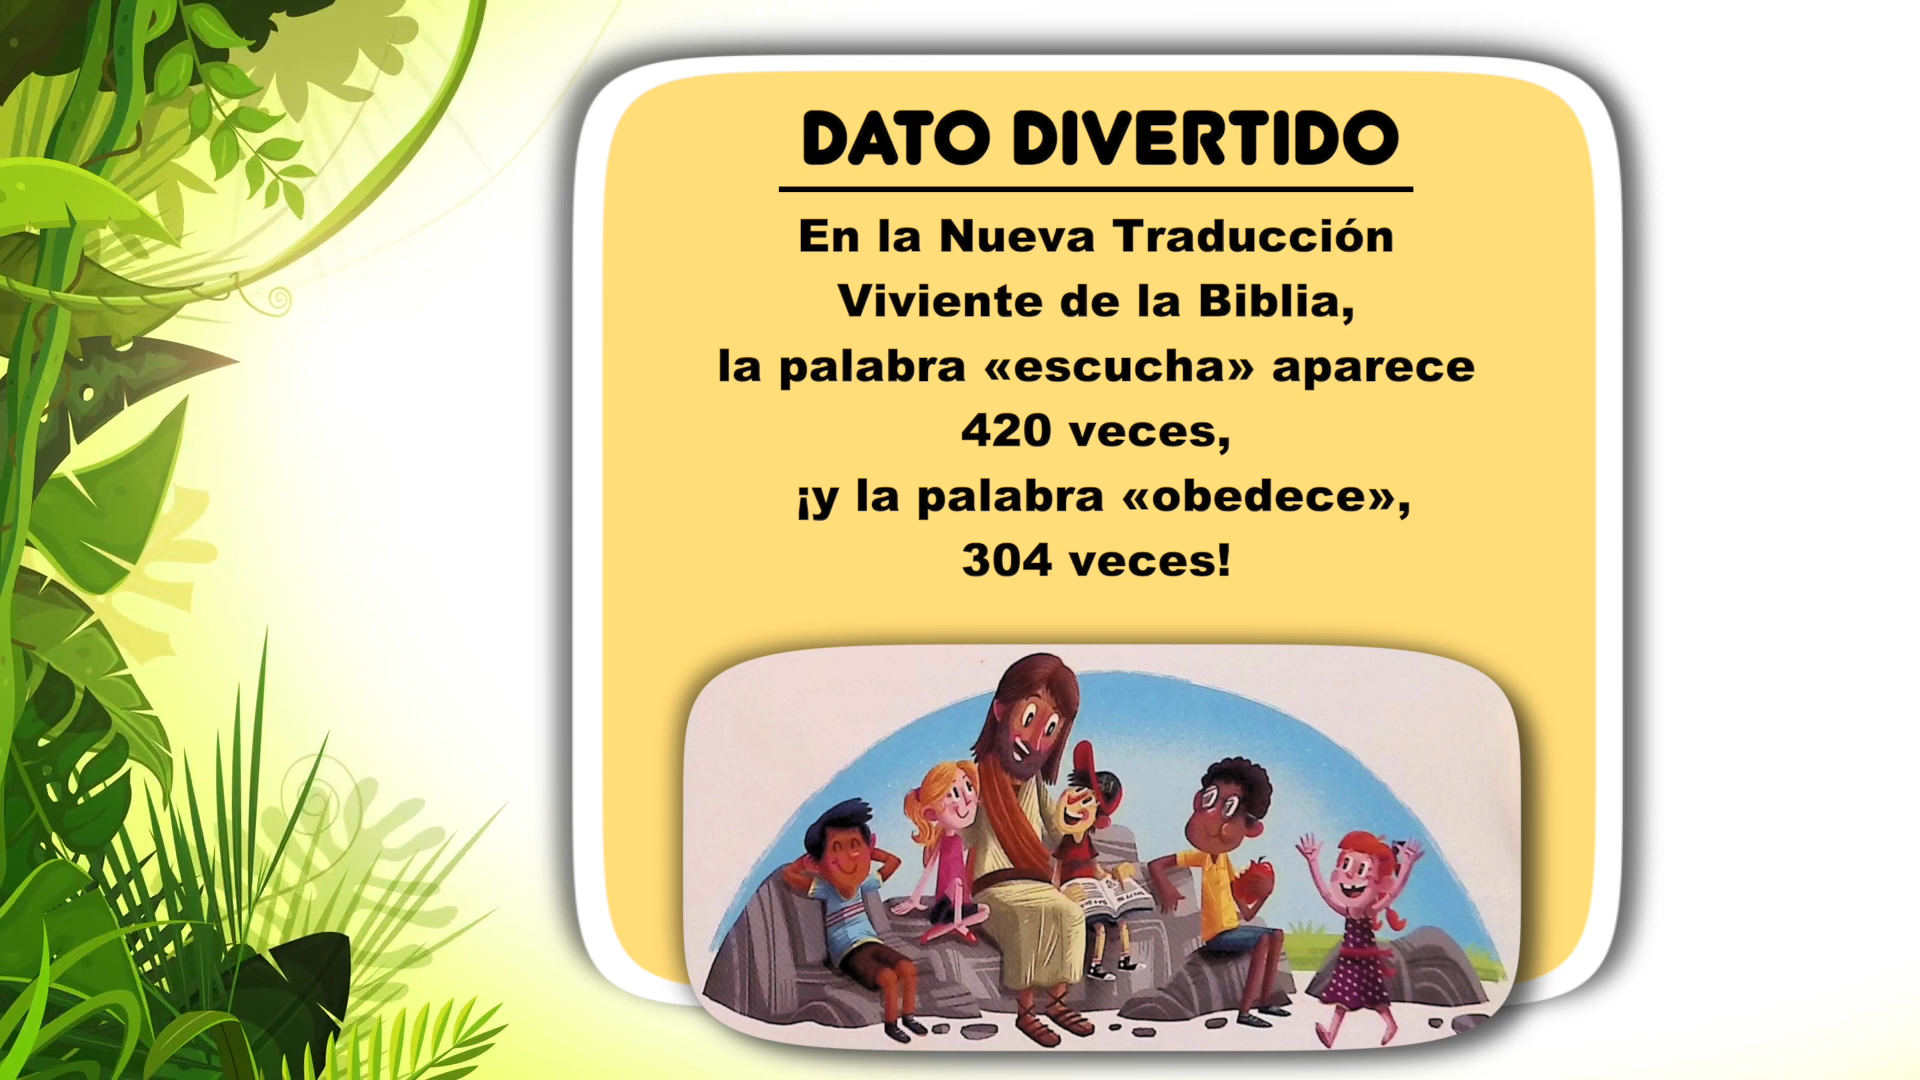 DATO DIVERTIDO
En la Nueva Traducción
Viviente de la Biblia,
la palabra «escucha» aparece
420 veces,
¡y la palabra «obedece»,
304 veces!